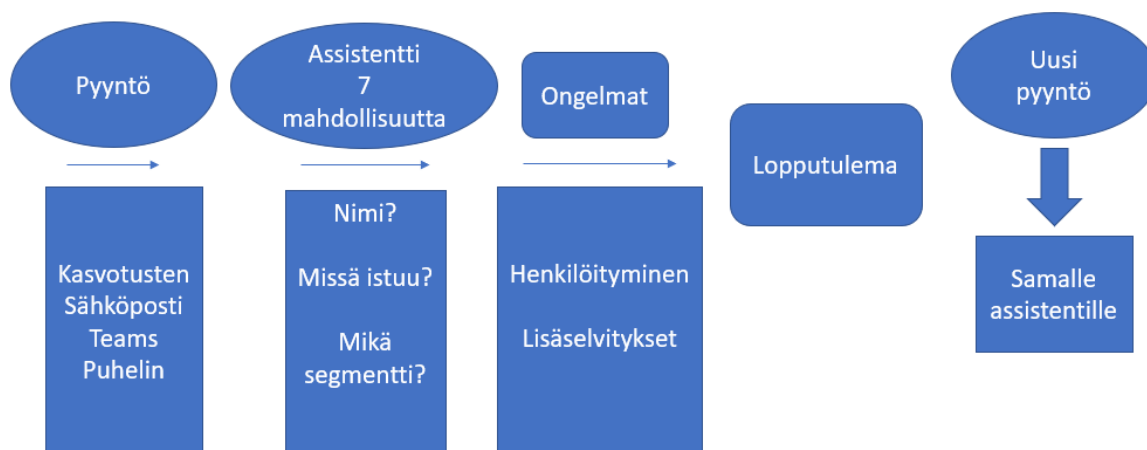 Pyyntö
Assistentti
7
mahdollisuutta
Ongelmat
Lopputulema
Uusi
pyyntö
Kasvotusten
Sähköposti
Teams
Puhelin
Nimi?
Missä istuu?
Mikä
segmentti?
Henkilöityminen
Lisäselvitykset
Samalle
assistentille